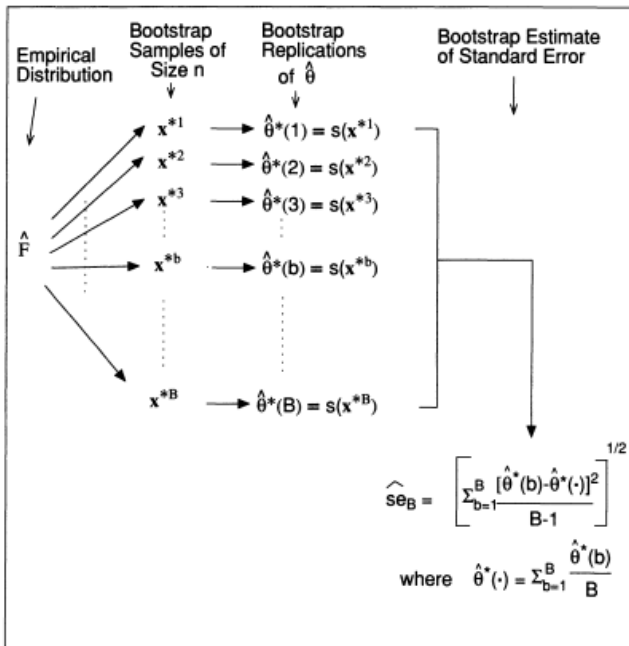 Empirical
Distribution
Bootstrap
Samples of
Size n
Bootstrap
Replications
of θ̂
Bootstrap Estimate
of Standard Error
F̂
x*1 θ̂*(1) = s(x*1)
x*2 θ̂*(2) = s(x*2)
x*3 θ̂*(3) = s(x*3)
x*b θ̂*(b) = s(x*b)
x*B θ̂*(B) = s(x*B)
ŝe_B = [Σ_{b=1}^{B} [θ̂*(b)-θ̂*(·)]² / B-1]^{1/2}
where θ̂*(·) = Σ_{b=1}^{B} θ̂*(b) / B